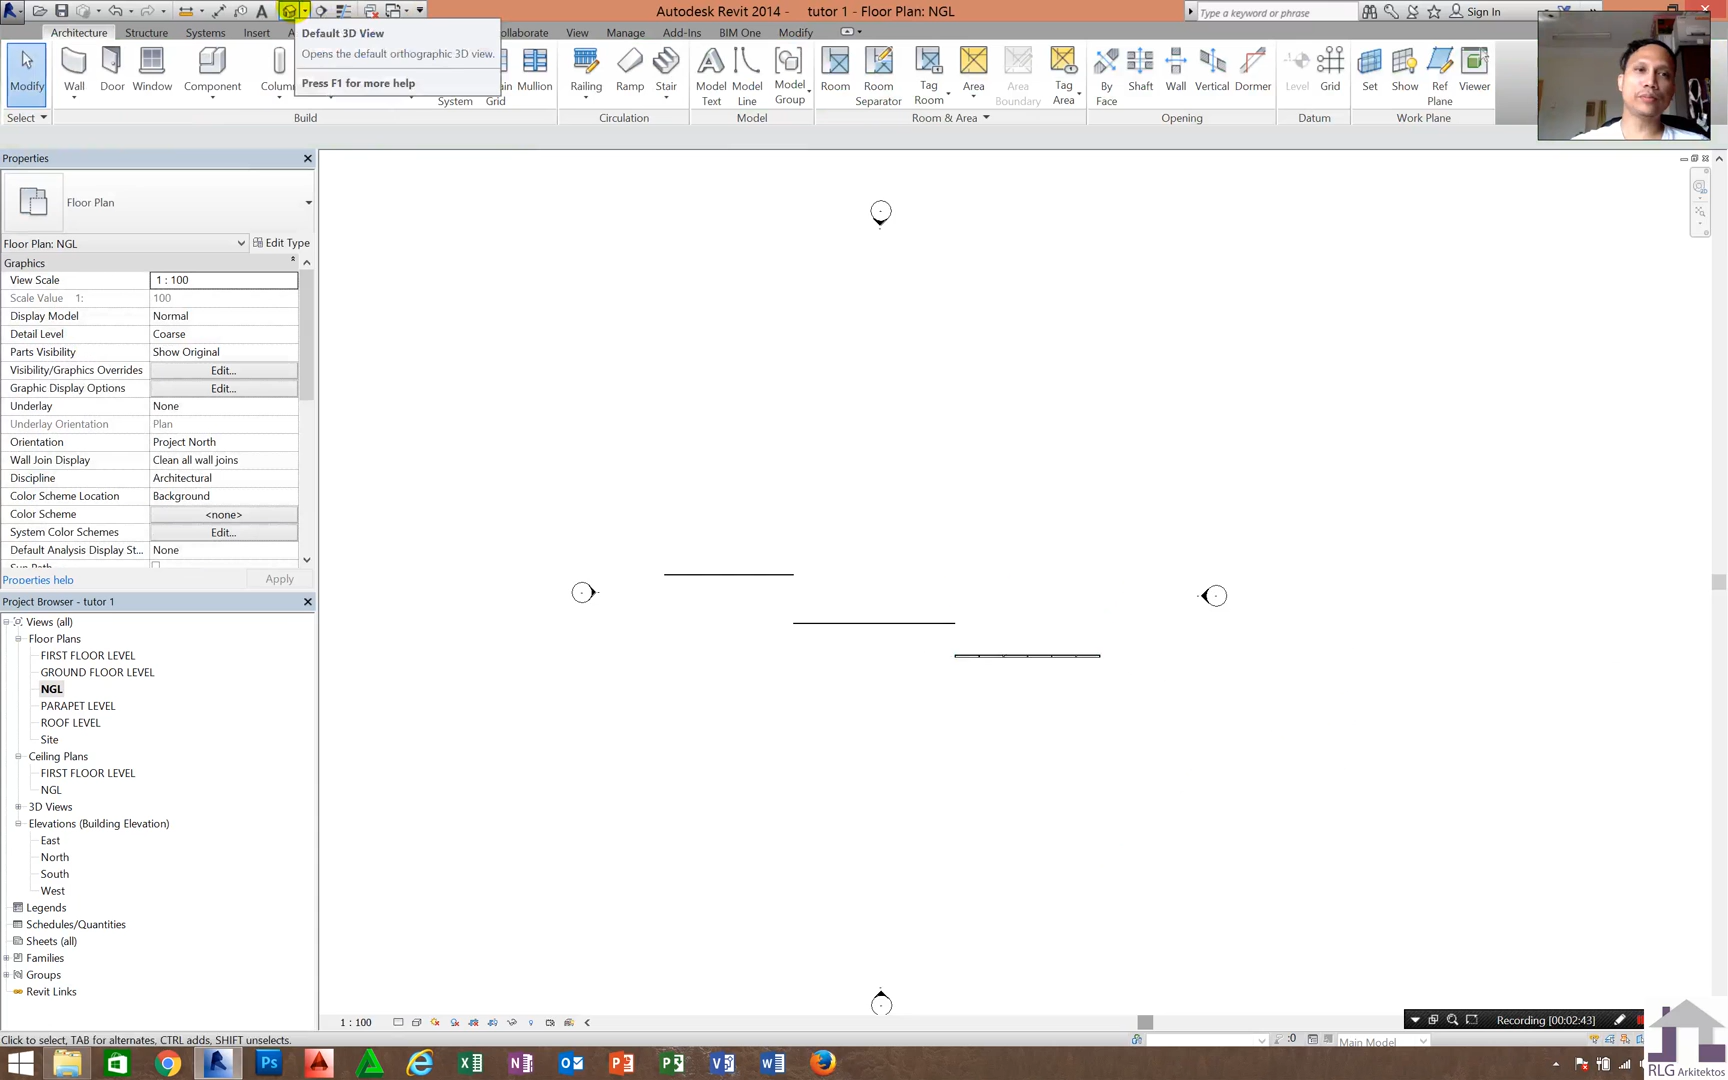 Autodesk Revit 2014 - tutor 1 - Floor Plan: NGL
Type a keyword or phrase
Sign In
Architecture Structure Systems Insert A
Collaborate View Manage Add-Ins BIM One Modify
Default 3D View
Opens the default orthographic 3D view.
Press F1 for more help
Modify
Wall
Door
Window
Component
Colum
System
Grid
Mullion
Railing
Ramp
Stair
Model Text
Model Line
Model Group
Room
Room Separator
Tag Room
Area
Area Boundary
Tag Area
By Face
Shaft
Wall
Vertical
Dormer
Level
Grid
Set
Show
Ref Plane
Viewer
Select
Build
Circulation
Model
Room & Area
Opening
Datum
Work Plane
Properties
Floor Plan
Floor Plan: NGL
Edit Type
Graphics
View Scale 1 : 100
Scale Value 1: 100
Display Model Normal
Detail Level Coarse
Parts Visibility Show Original
Visibility/Graphics Overrides Edit...
Graphic Display Options Edit...
Underlay None
Underlay Orientation Plan
Orientation Project North
Wall Join Display Clean all wall joins
Discipline Architectural
Color Scheme Location Background
Color Scheme <none>
System Color Schemes Edit...
Default Analysis Display St... None
Sun Path
Properties help
Apply
Project Browser - tutor 1
Views (all)
Floor Plans
FIRST FLOOR LEVEL
GROUND FLOOR LEVEL
NGL
PARAPET LEVEL
ROOF LEVEL
Site
Ceiling Plans
FIRST FLOOR LEVEL
NGL
3D Views
Elevations (Building Elevation)
East
North
South
West
Legends
Schedules/Quantities
Sheets (all)
Families
Groups
Revit Links
1 : 100
Recording [00:02:43]
Click to select, TAB for alternates, CTRL adds, SHIFT unselects.
:0
Main Model
RLG Arkitektos